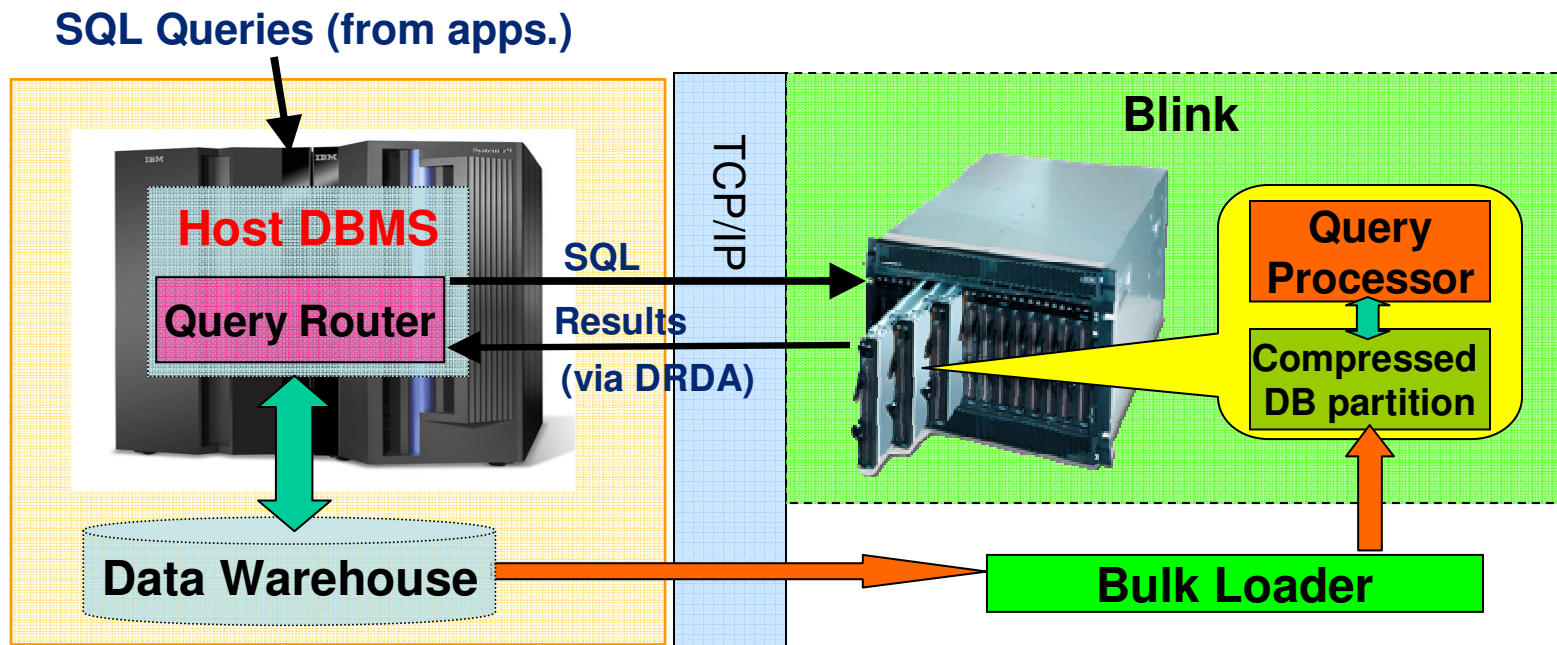 SQL Queries (from apps.)
IBM
IBM
System z9
Host DBMS
Query Router
SQL
Results
(via DRDA)
TCP/IP
Blink
Query
Processor
Compressed
DB partition
Data Warehouse
Bulk Loader